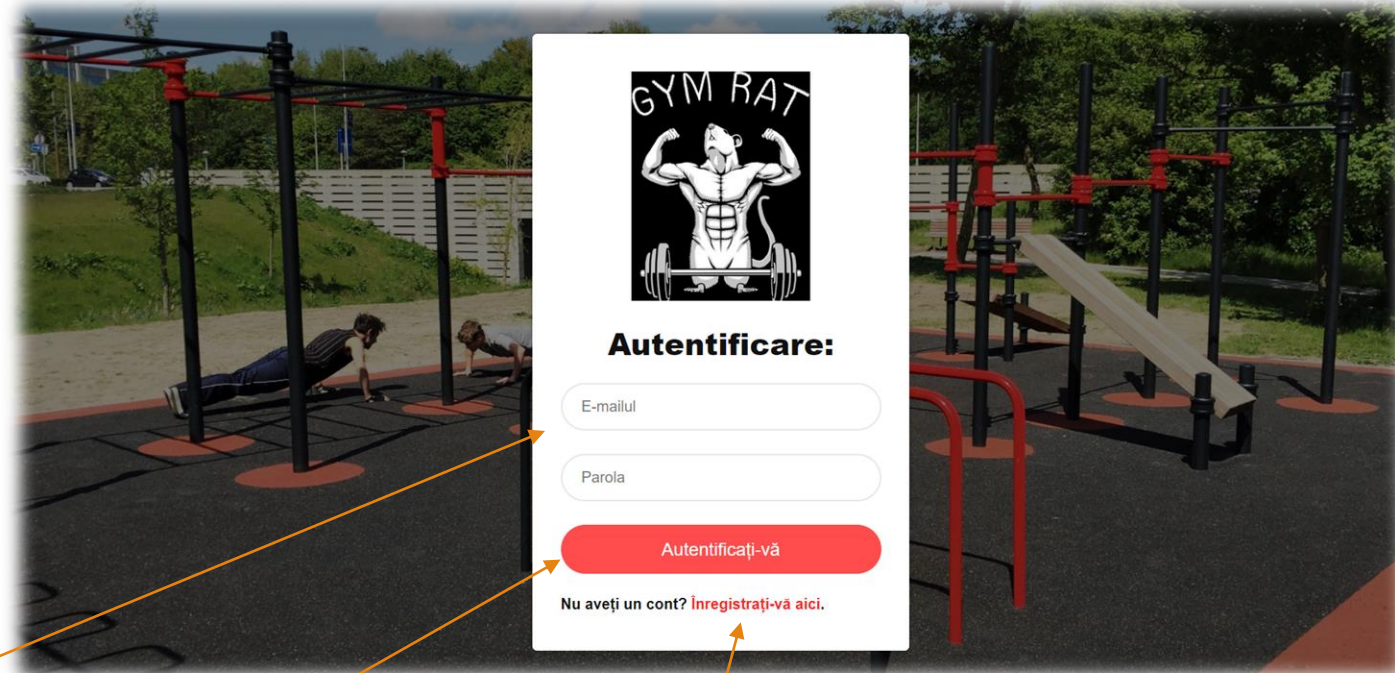 GYM RAT
Autentificare:
E-mailul
Parola
Autentificați-vă
Nu aveți un cont? Înregistrați-vă aici.